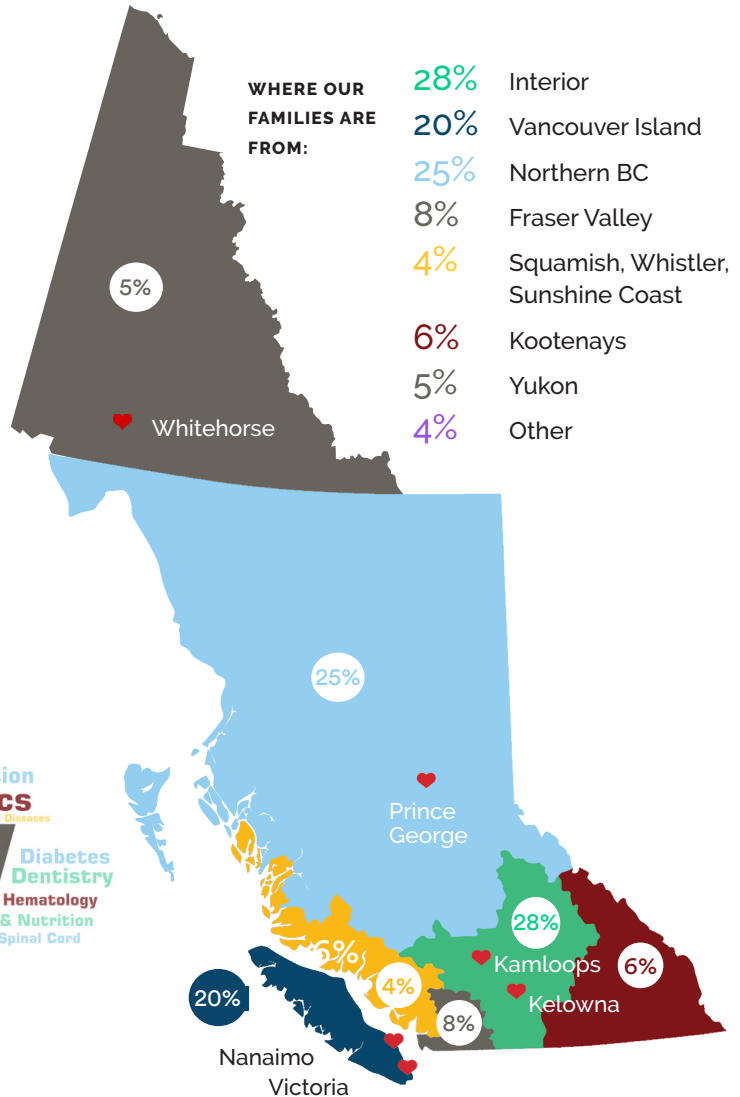 WHERE OUR
FAMILIES ARE
FROM:
28% Interior
20% Vancouver Island
25% Northern BC
8% Fraser Valley
4% Squamish, Whistler,
Sunshine Coast
6% Kootenays
5% Yukon
4% Other
5%
Whitehorse
25%
Prince
George
28%
Kamloops
6%
Kelowna
5%
4%
8%
20%
Nanaimo
Victoria
Diseases
Diabetes
Dentistry
Hematology
& Nutrition
Spinal Cord